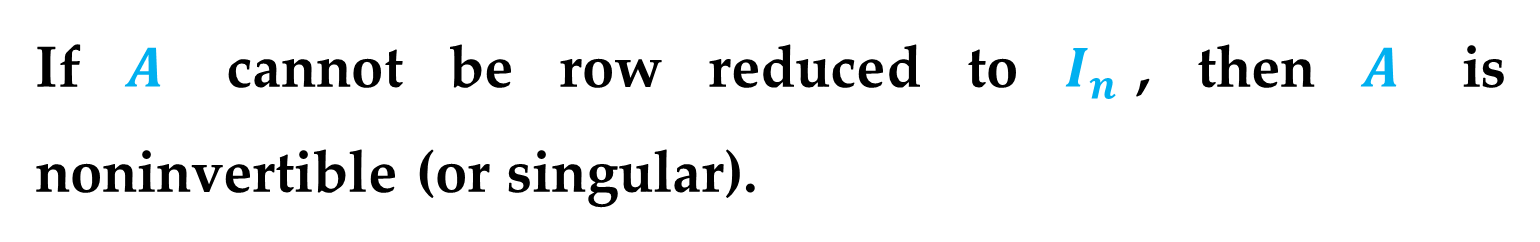 If A cannot be row reduced to Iₙ , then A is
noninvertible (or singular).